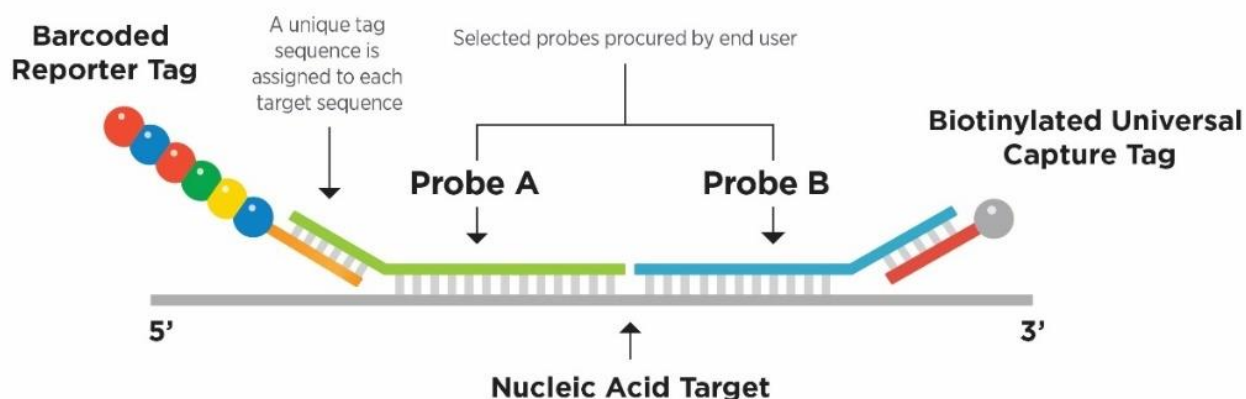 Barcoded
Reporter Tag
A unique tag
sequence is
assigned to each
target sequence
Selected probes procured by end user
Biotinylated Universal
Capture Tag
Probe A
Probe B
5’
3’
Nucleic Acid Target